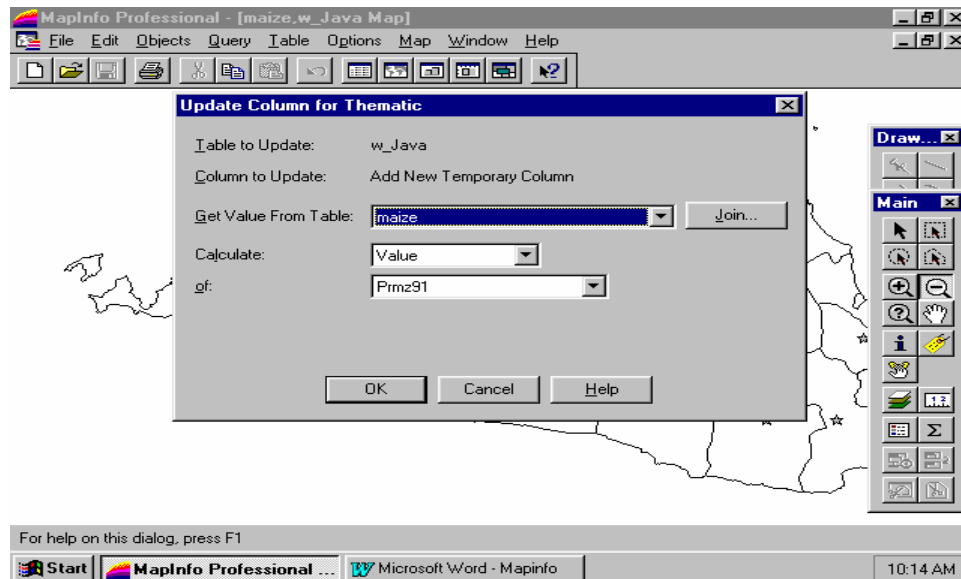 MapInfo Professional - [maize,w_Java Map]
File Edit Objects Query Table Options Map Window Help
Update Column for Thematic
Table to Update: w_Java
Column to Update: Add New Temporary Column
Get Value From Table: maize Join...
Calculate: Value
of: Prmz91
OK Cancel Help
Draw...
Main
For help on this dialog, press F1
Start MapInfo Professional ... Microsoft Word - Mapinfo 10:14 AM